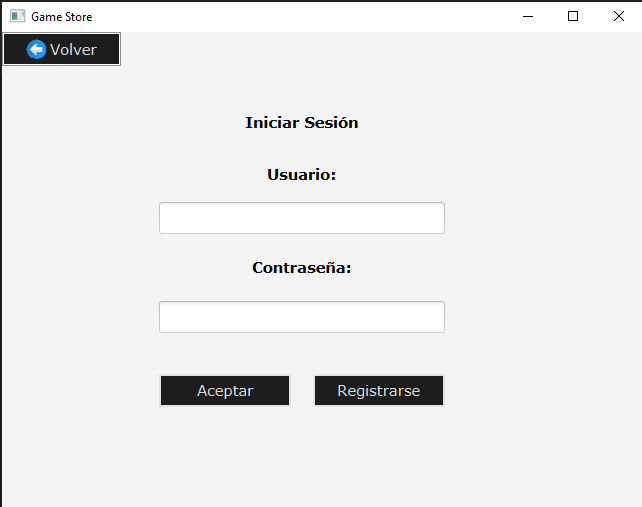 Game Store
Volver
Iniciar Sesión
Usuario:
Contraseña:
Aceptar Registrarse